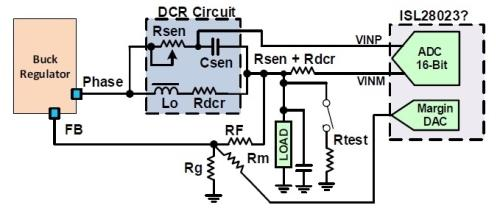 DCR Circuit
ISL28023?
Buck
Regulator
Rsen
Csen
VINP
ADC
16-Bit
Rsen + Rdcr
VINM
Phase
Lo
Rdcr
Margin
DAC
FB
RF
Rtest
LOAD
Rg
Rm